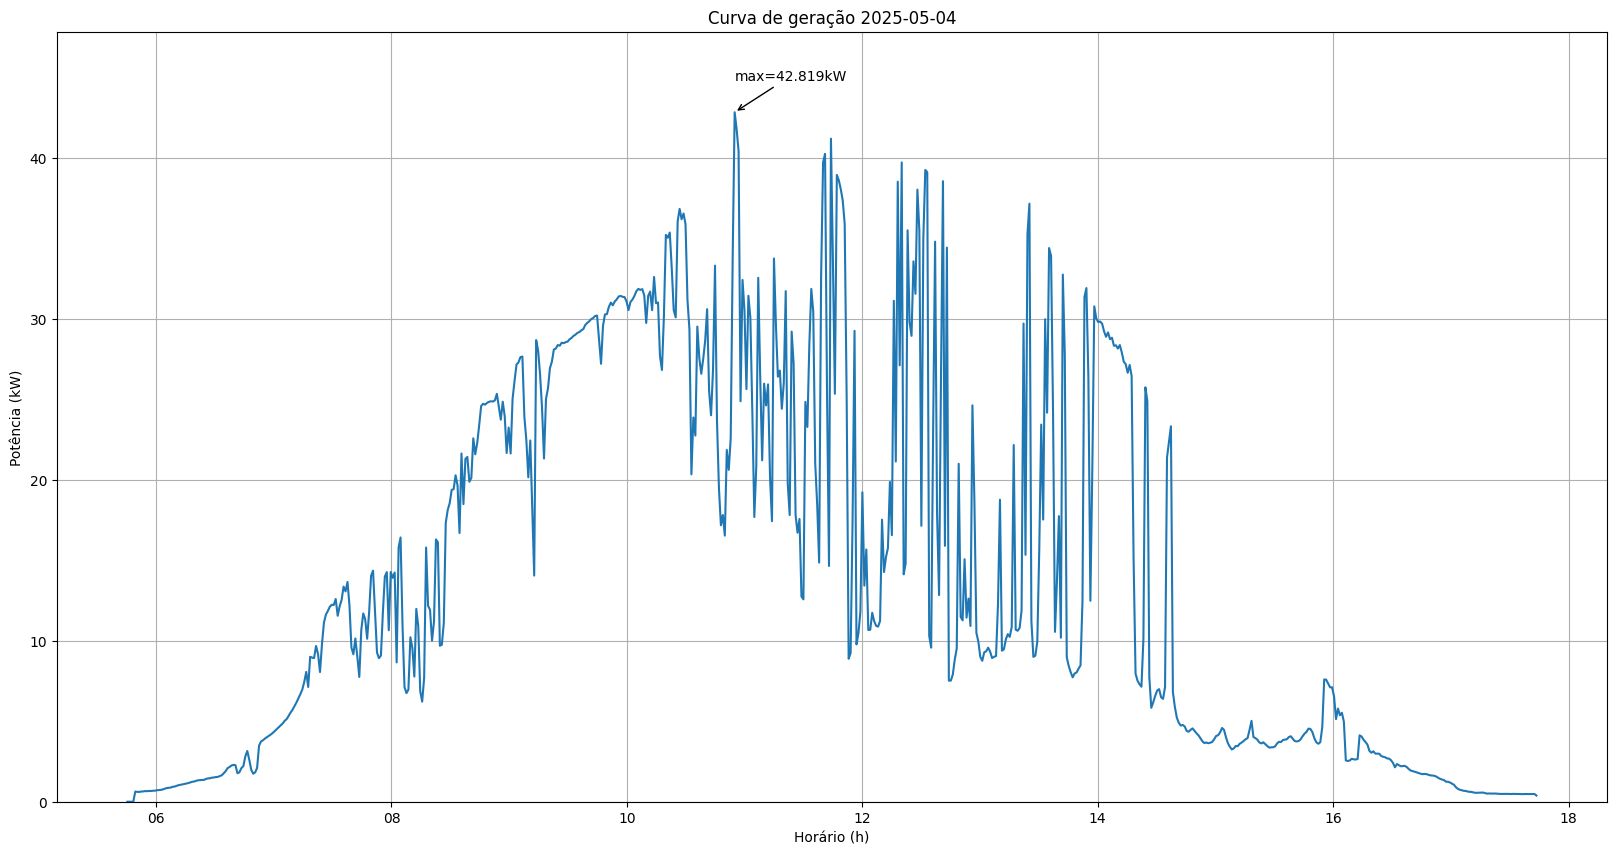 Curva de geração 2025-05-04
max=42.819kW
Potência (kW)
40
30
20
10
0
06 08 10 12 14 16 18
Horário (h)